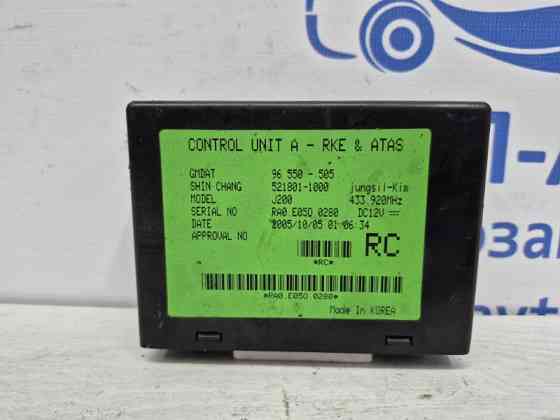 CONTROL UNIT A - RKE & ATAS
GMDAT 96 550 - 505
SHIN CHANG 521801-1000 jungsil-Kim
MODEL J200 433.920MHz
SERIAL NO RA0 E05D 0280 DC12V
DATE 2005/10/05 01 06:34
APPROVAL NO
RC
*RC*
*RA0 E05D 0280*
Made In KOREA